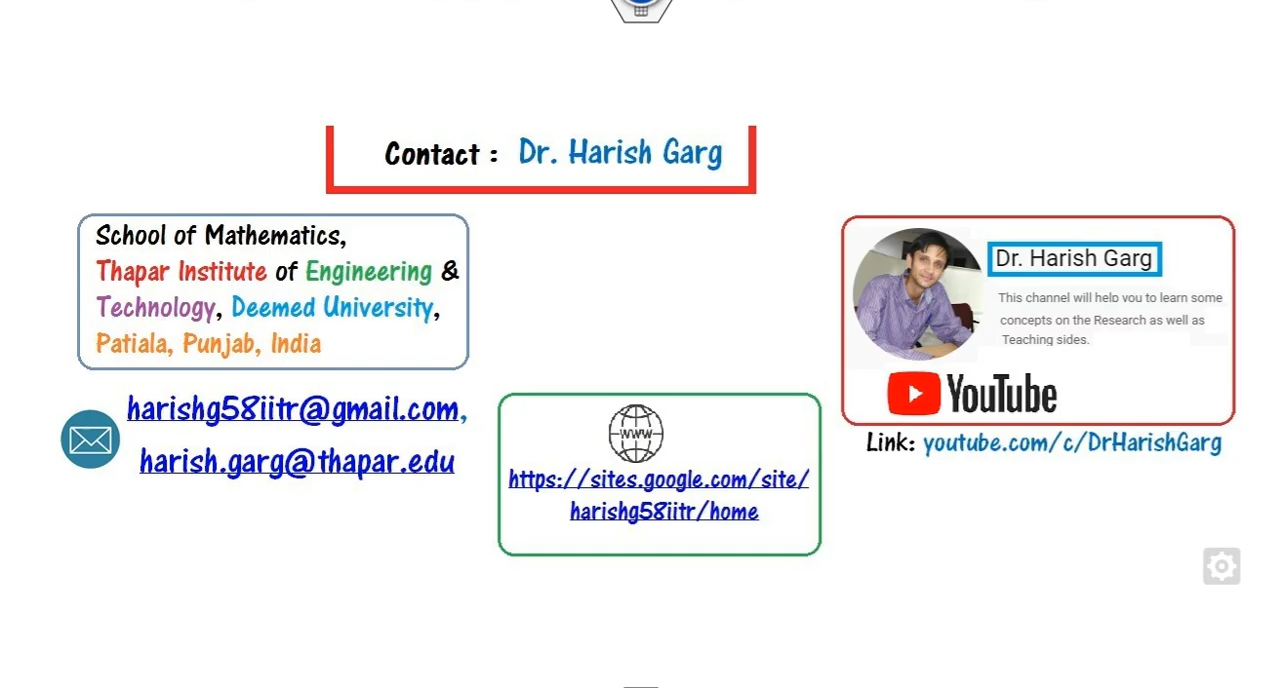 Contact : Dr. Harish Garg
School of Mathematics,
Thapar Institute of Engineering &
Technology, Deemed University,
Patiala, Punjab, India
harishg58iitr@gmail.com,
harish.garg@thapar.edu
WWW
https://sites.google.com/site/
harishg58iitr/home
Dr. Harish Garg
This channel will help you to learn some
concepts on the Research as well as
Teaching sides.
YouTube
Link: youtube.com/c/DrHarishGarg